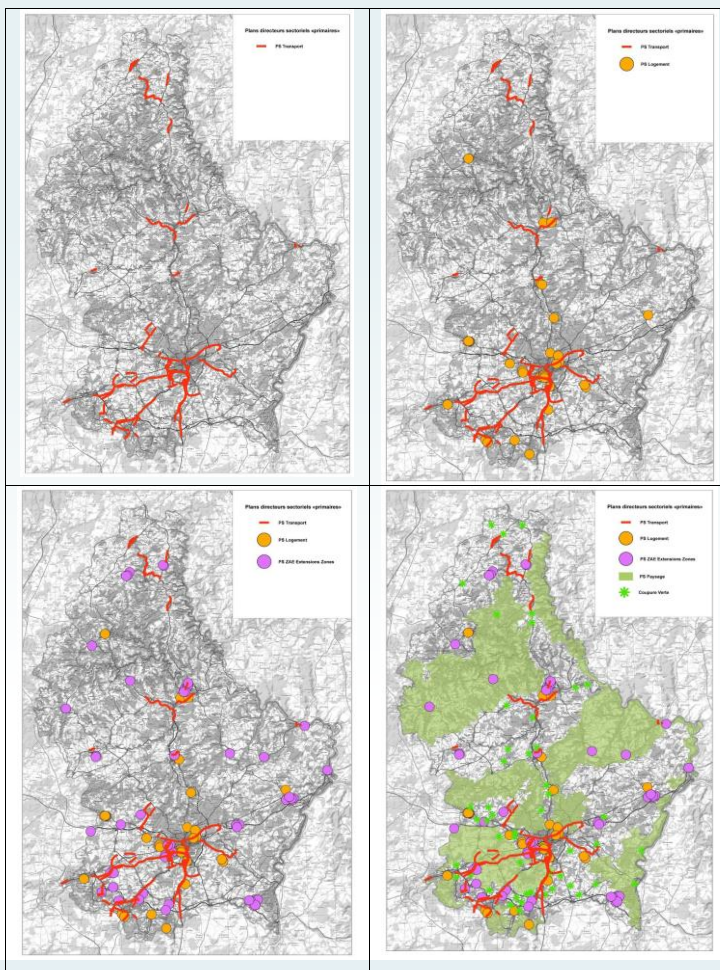 Plans directeurs sectoriels «primaires»
PS Transport
Plans directeurs sectoriels «primaires»
PS Transport
PS Logement
Plans directeurs sectoriels «primaires»
PS Transport
PS Logement
PS ZAE Extensions Zones
Plans directeurs sectoriels «primaires»
PS Transport
PS Logement
PS ZAE Extensions Zones
PS Paysage
Coupure Verte